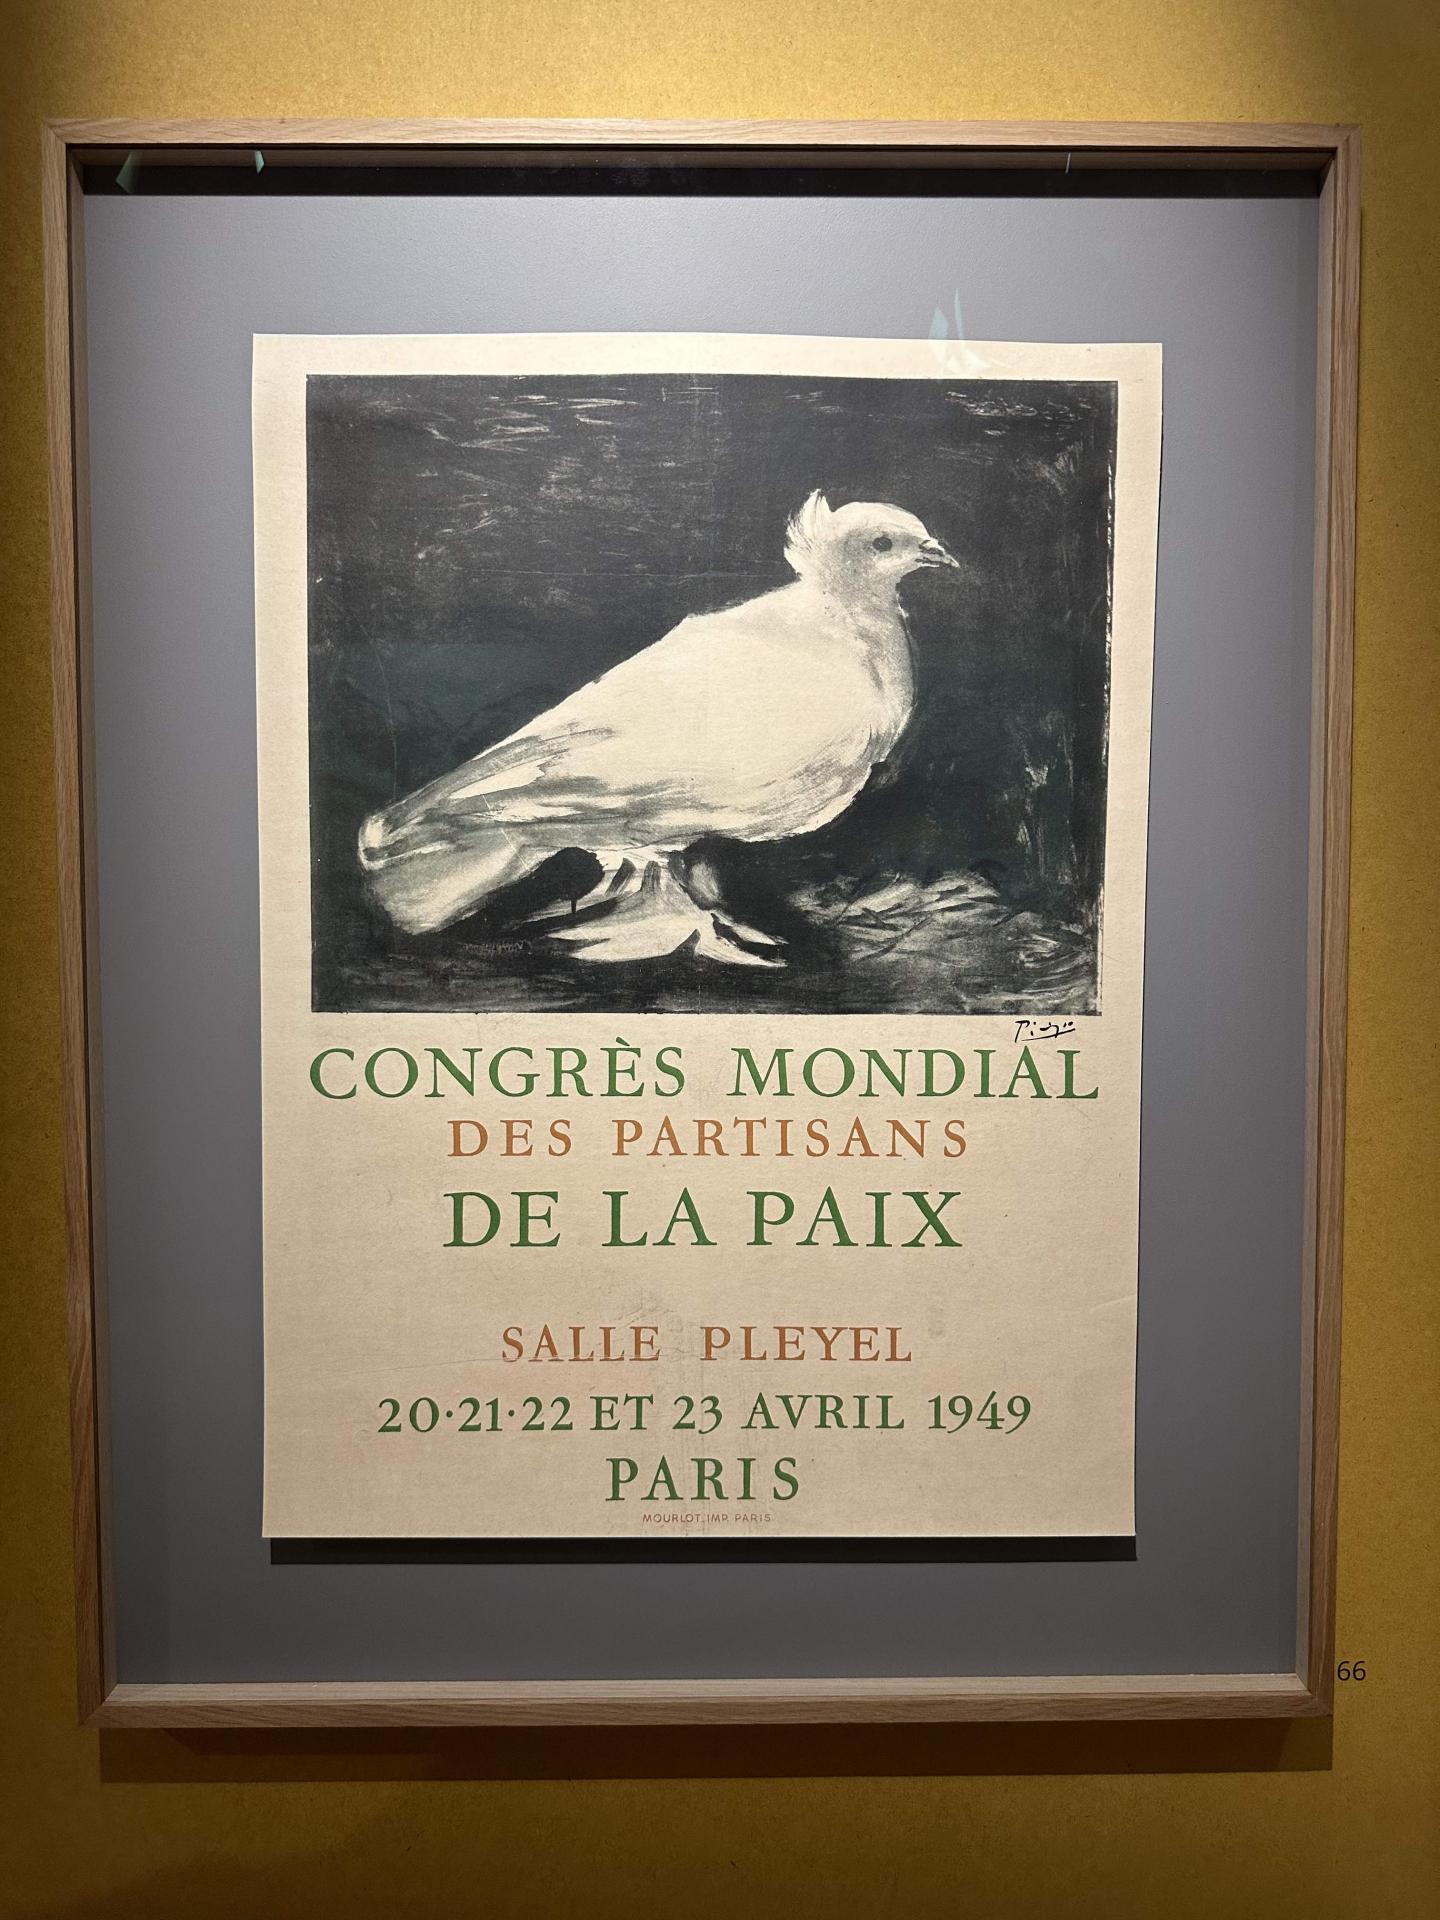 Picasso
CONGRÈS MONDIAL
DES PARTISANS
DE LA PAIX
SALLE PLEYEL
20·21·22 ET 23 AVRIL 1949
PARIS
MOURLOT. IMP. PARIS
66